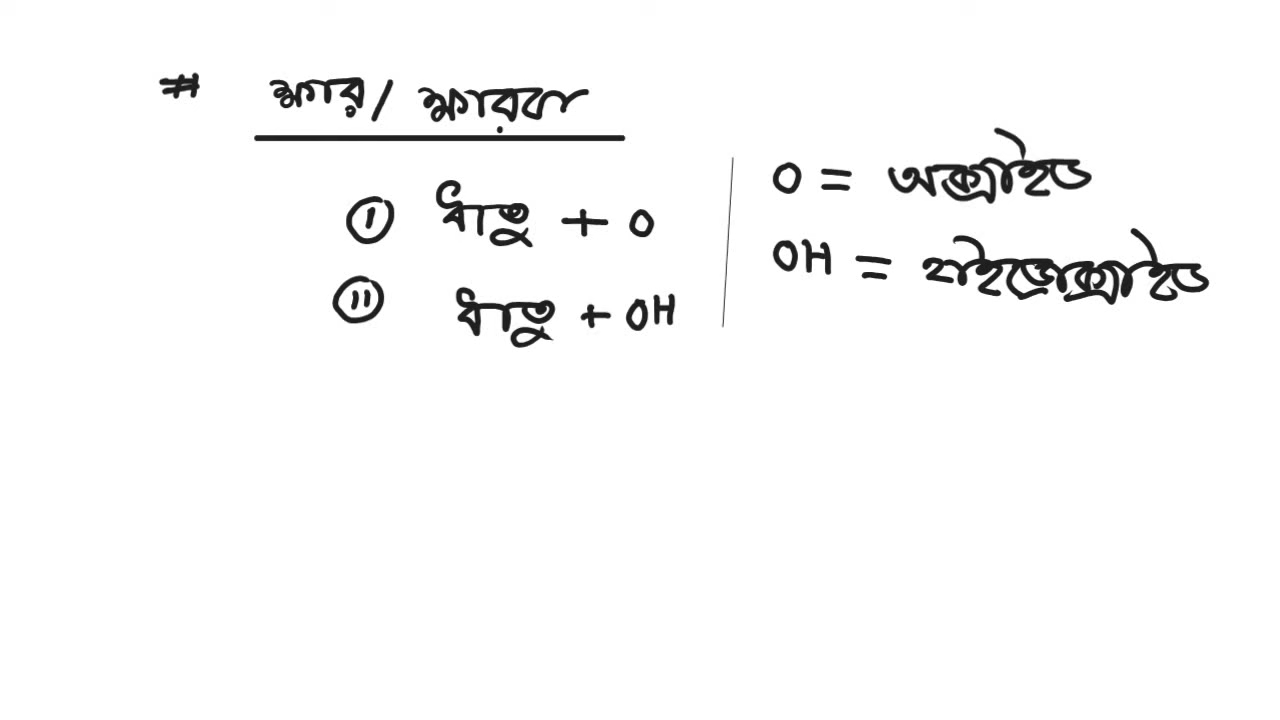 # ক্ষার/ ক্ষারক
① ধাতু + O
② ধাতু + OH
O = অক্সাইড
OH = হাইড্রোক্সাইড